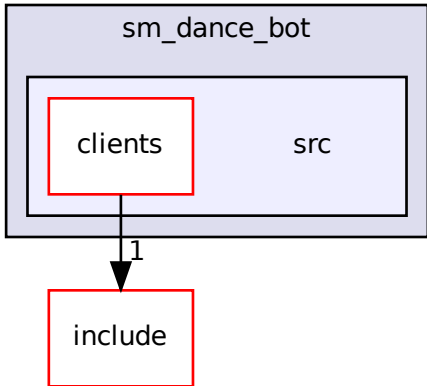 sm_dance_bot
clients
src
1
include